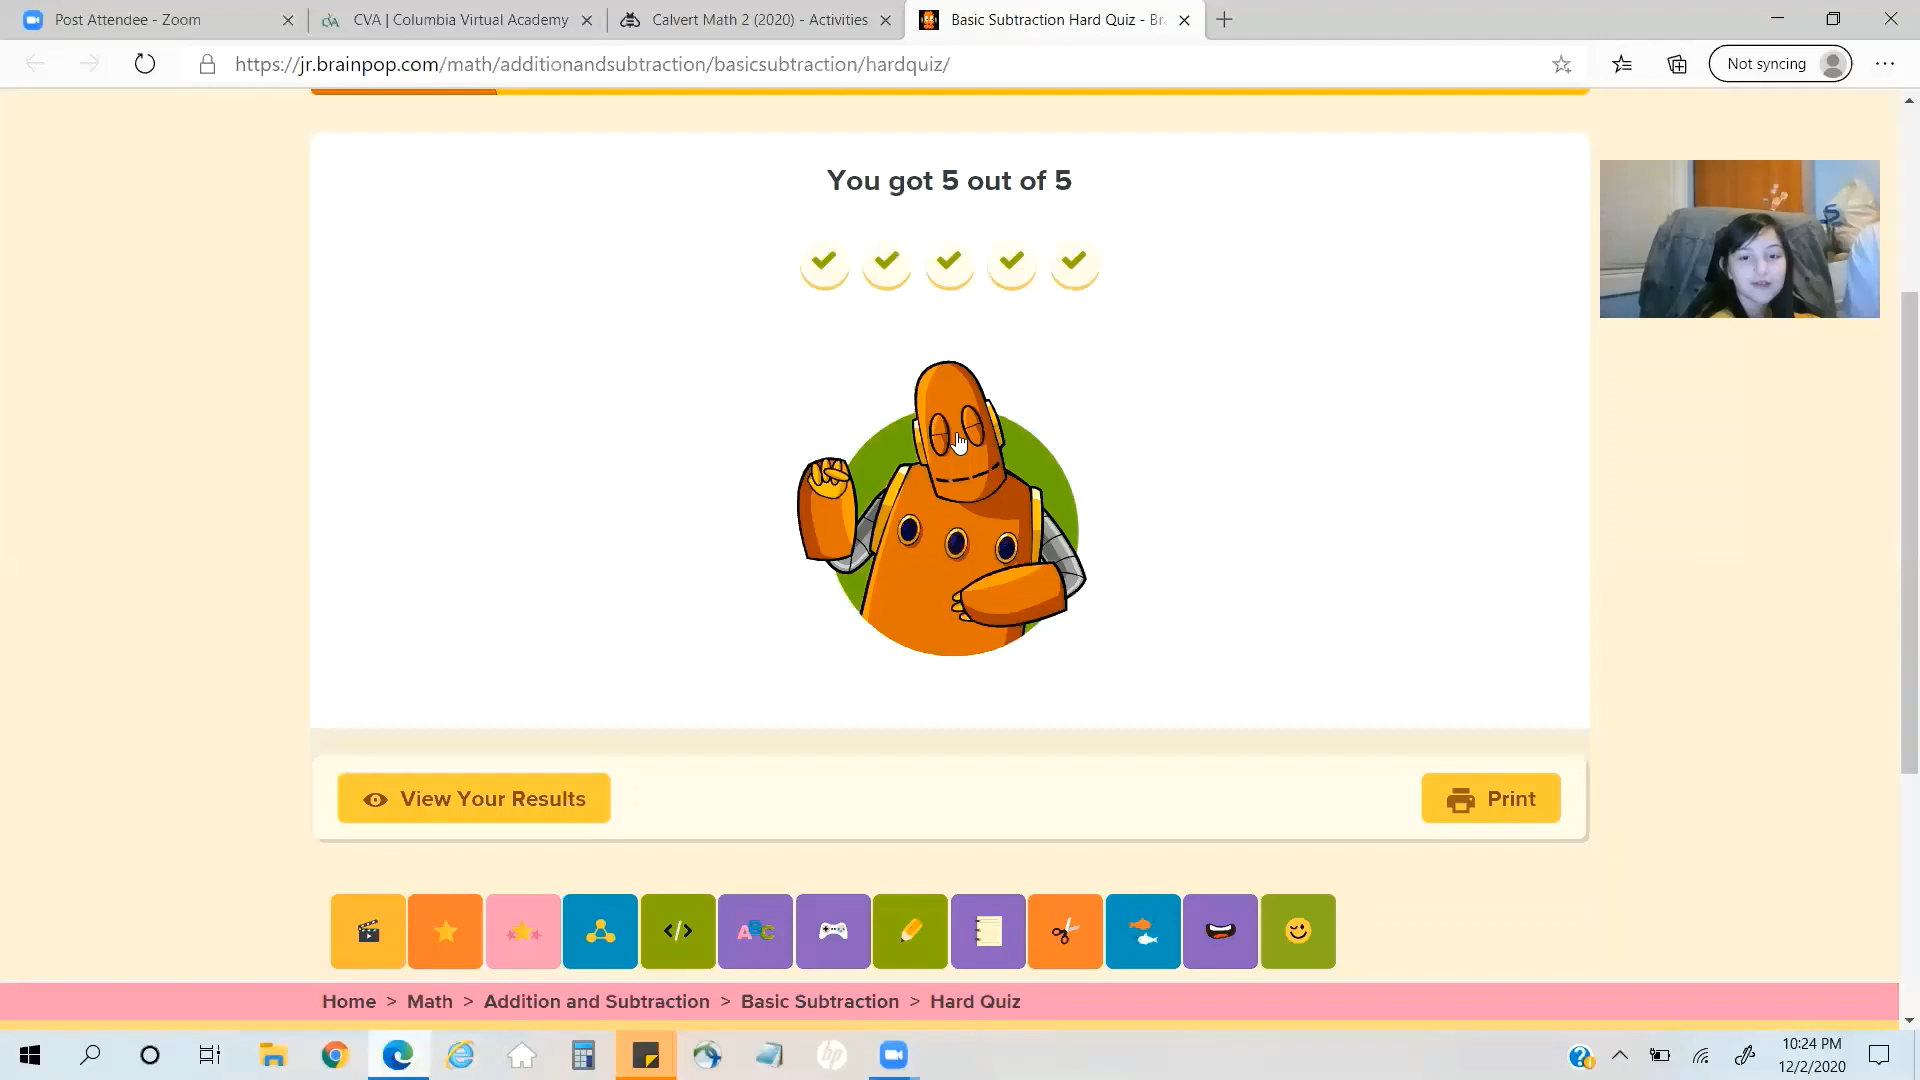 Post Attendee - Zoom
CVA | Columbia Virtual Academy
Calvert Math 2 (2020) - Activities
Basic Subtraction Hard Quiz - Br
https://jr.brainpop.com/math/additionandsubtraction/basicsubtraction/hardquiz/
Not syncing
You got 5 out of 5
View Your Results
Print
</>
ABC
Home > Math > Addition and Subtraction > Basic Subtraction > Hard Quiz
hp
10:24 PM
12/2/2020